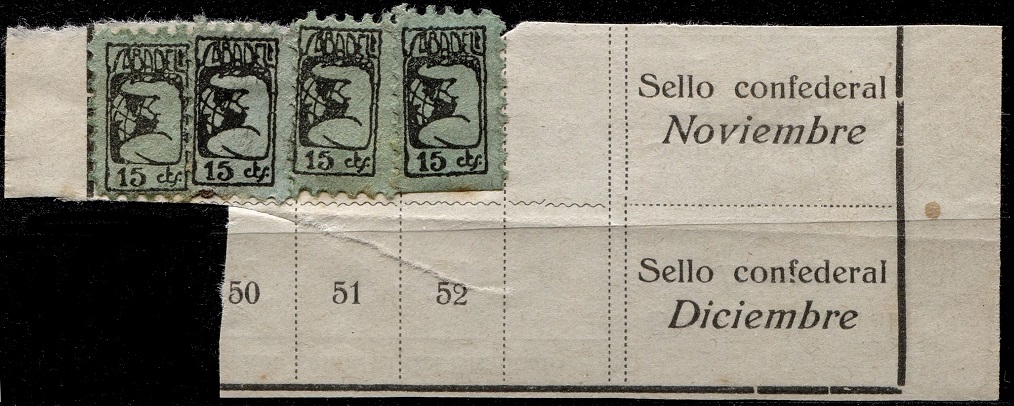 SABADELL SABADELL SABADELL SABADELL
15 cts. 15 cts. 15 cts. 15 cts.
Sello confederal
Noviembre
50 51 52
Sello confederal
Diciembre